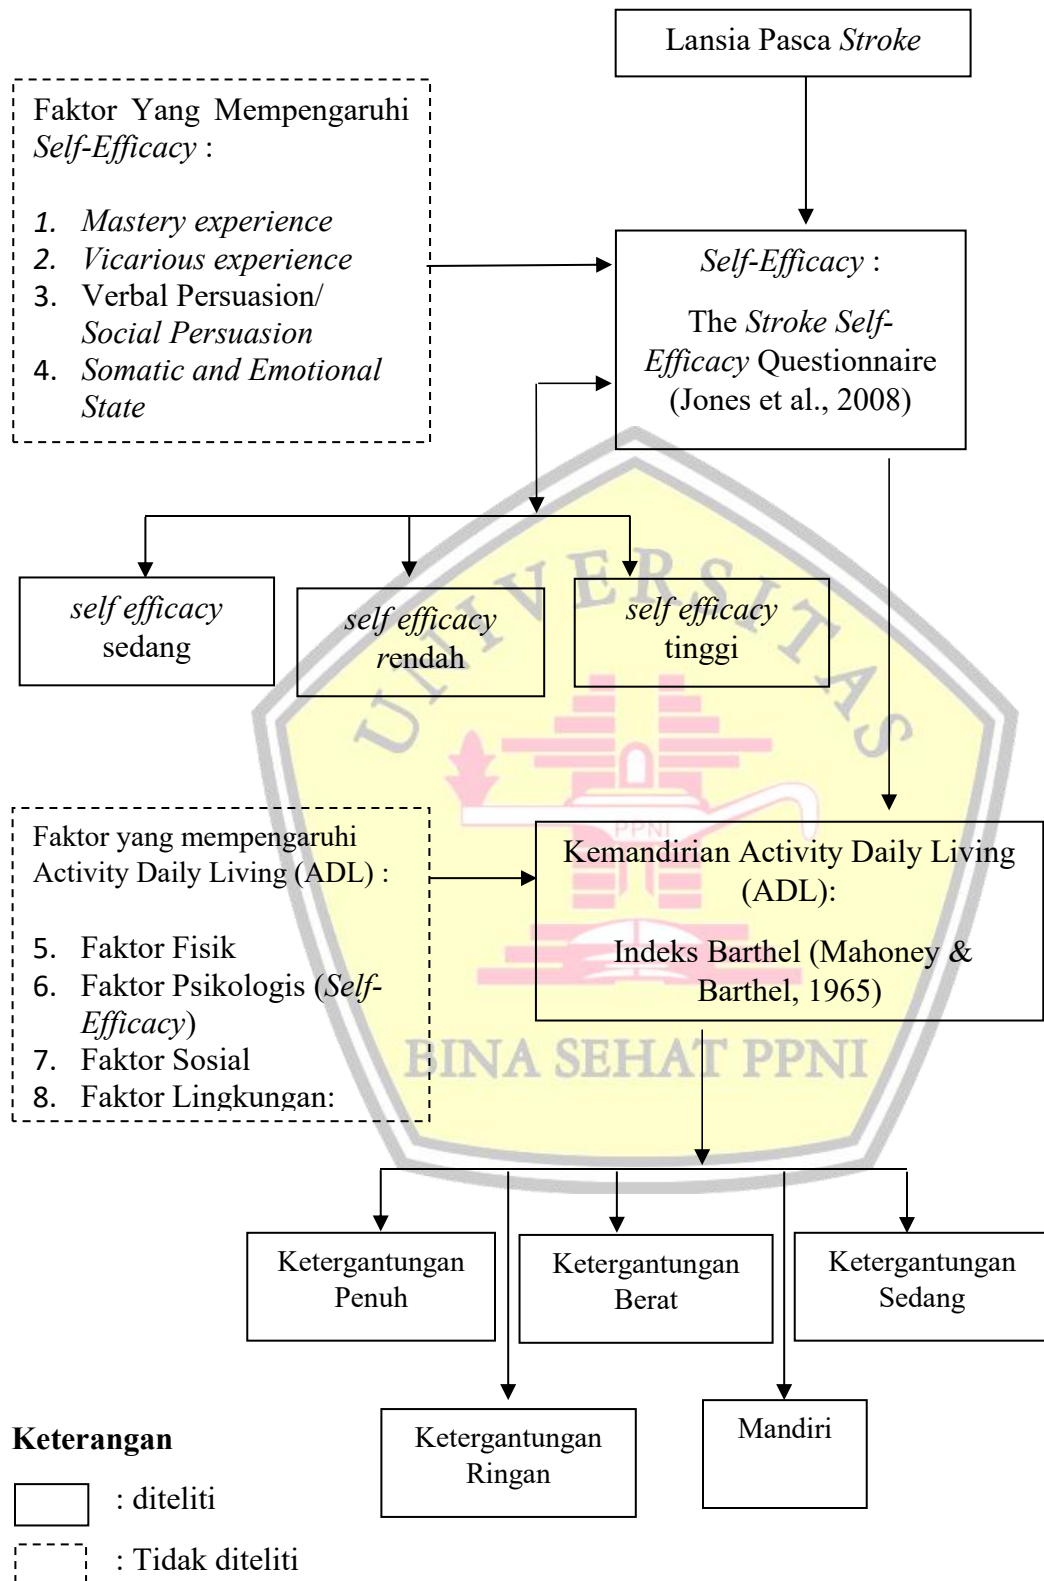 Lansia Pasca Stroke
Faktor Yang Mempengaruhi
Self-Efficacy :
1. Mastery experience
2. Vicarious experience
3. Verbal Persuasion/
Social Persuasion
4. Somatic and Emotional
State
Self-Efficacy :
The Stroke Self-
Efficacy Questionnaire
(Jones et al., 2008)
self efficacy
sedang
self efficacy
rendah
self efficacy
tinggi
UNIVERSITAS
PPNI
BINA SEHAT PPNI
Faktor yang mempengaruhi
Activity Daily Living (ADL) :
5. Faktor Fisik
6. Faktor Psikologis (Self-
Efficacy)
7. Faktor Sosial
8. Faktor Lingkungan:
Kemandirian Activity Daily Living
(ADL):
Indeks Barthel (Mahoney &
Barthel, 1965)
Ketergantungan
Penuh
Ketergantungan
Berat
Ketergantungan
Sedang
Ketergantungan
Ringan
Mandiri
Keterangan
: diteliti
: Tidak diteliti